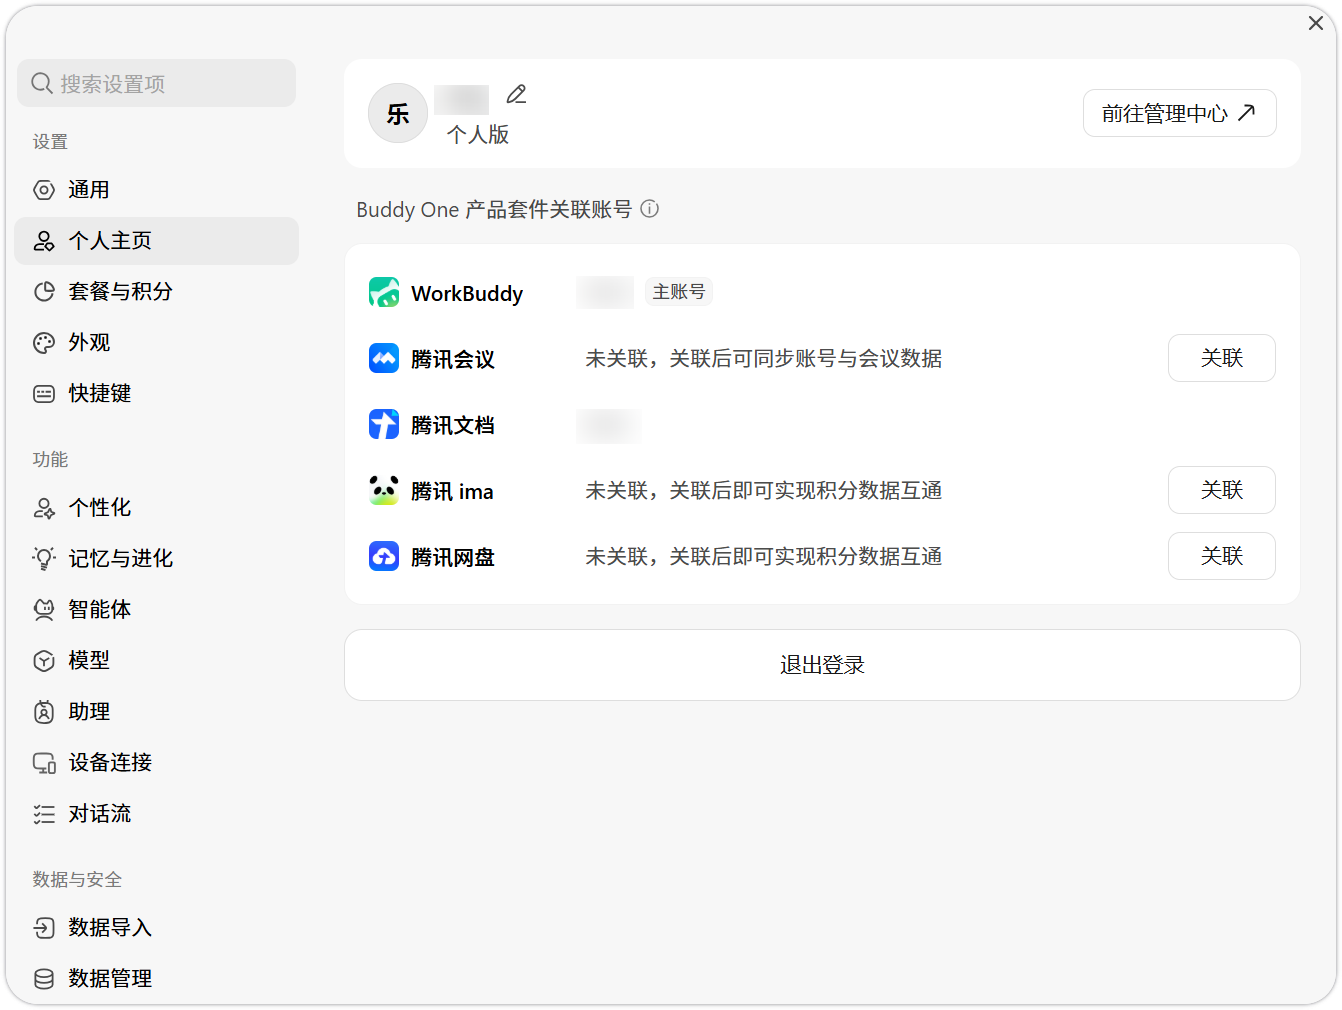 搜索设置项
设置
通用
个人主页
套餐与积分
外观
快捷键
功能
个性化
记忆与进化
智能体
模型
助理
设备连接
对话流
数据与安全
数据导入
数据管理
乐
个人版
前往管理中心
Buddy One 产品套件关联账号
WorkBuddy 主账号
腾讯会议 未关联，关联后可同步账号与会议数据 关联
腾讯文档
腾讯 ima 未关联，关联后即可实现积分数据互通 关联
腾讯网盘 未关联，关联后即可实现积分数据互通 关联
退出登录